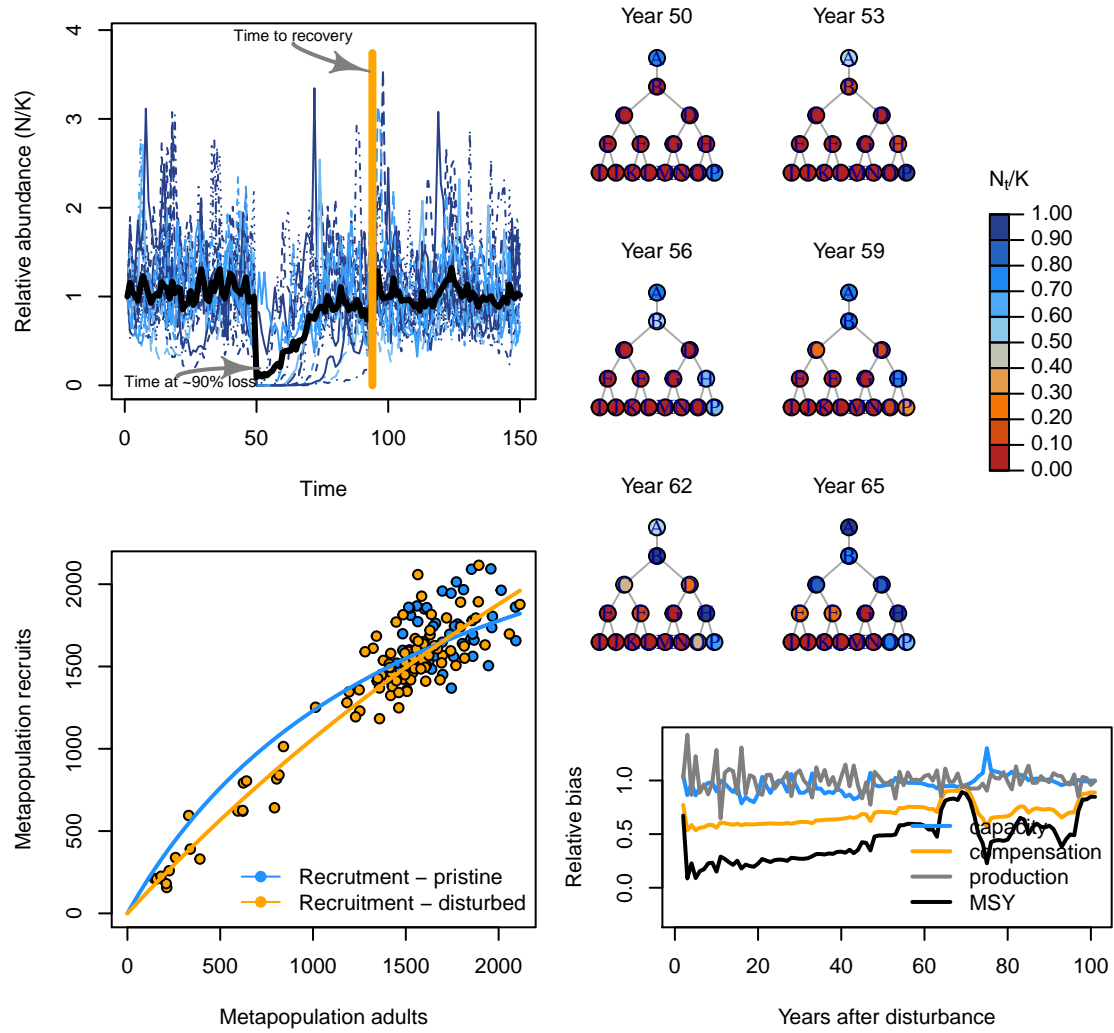 Time to recovery
Time at ~90% loss
Relative abundance (N/K)
0
1
2
3
4
0
50
100
150
Time
Year 50
A
B
E F G H
I J K L M N O P
Year 53
A
B
E F G H
I J K L M N O P
Year 56
A
B
E F G H
I J K L M N O P
Year 59
A
B
E F G H
I J K L M N O P
Year 62
A
B
E F G H
I J K L M N P
Year 65
A
B
E F G H
I J K L M N P
Nt/K
1.00
0.90
0.80
0.70
0.60
0.50
0.40
0.30
0.20
0.10
0.00
Metapopulation recruits
0
500
1000
1500
2000
Recrutment – pristine
Recruitment – disturbed
0
500
1000
1500
2000
Metapopulation adults
Relative bias
0.0
0.5
1.0
capacity
compensation
production
MSY
0
20
40
60
80
100
Years after disturbance